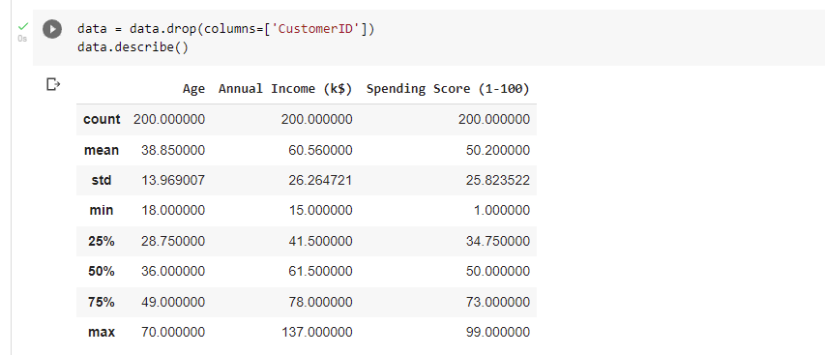 data = data.drop(columns=['CustomerID'])
0s
data.describe()
Age Annual Income (k$) Spending Score (1-100)
count 200.000000 200.000000 200.000000
mean 38.850000 60.560000 50.200000
std 13.969007 26.264721 25.823522
min 18.000000 15.000000 1.000000
25% 28.750000 41.500000 34.750000
50% 36.000000 61.500000 50.000000
75% 49.000000 78.000000 73.000000
max 70.000000 137.000000 99.000000